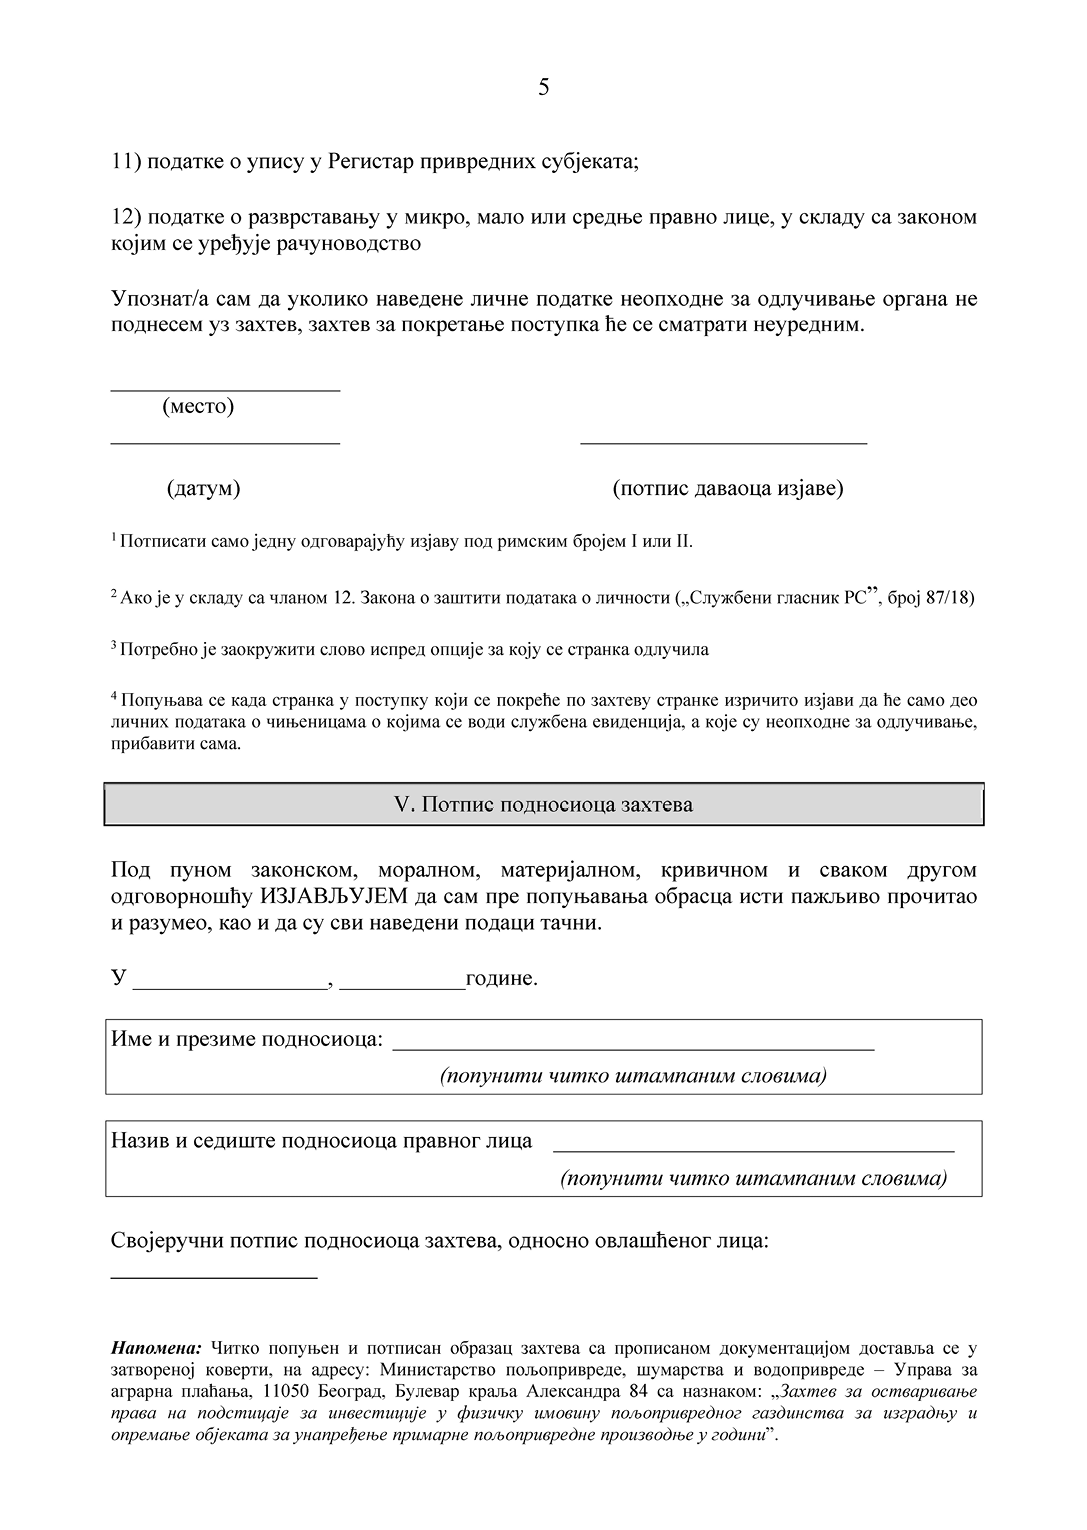 5
11) податке о упису у Регистар привредних субјеката;
12) податке о разврставању у микро, мало или средње правно лице, у складу са законом
којим се уређује рачуноводство
Упознат/а сам да уколико наведене личне податке неопходне за одлучивање органа не
поднесем уз захтев, захтев за покретање поступка ће се сматрати неуредним.
____________________
(место)
____________________ _________________________
(датум) (потпис даваоца изјаве)
¹ Потписати само једну одговарајућу изјаву под римским бројем I или II.
² Ако је у складу са чланом 12. Закона о заштити података о личности („Службени гласник РС”, број 87/18)
³ Потребно је заокружити слово испред опције за коју се странка одлучила
⁴ Попуњава се када странка у поступку који се покреће по захтеву странке изричито изјави да ће само део
личних података о чињеницама о којима се води службена евиденција, а које су неопходне за одлучивање,
прибавити сама.
V. Потпис подносиоца захтева
Под пуном законском, моралном, материјалном, кривичном и сваком другом
одговорношћу ИЗЈАВЉУЈЕМ да сам пре попуњавања обрасца исти пажљиво прочитао
и разумео, као и да су сви наведени подаци тачни.
У _________________, ___________године.
Име и презиме подносиоца: __________________________________________
(попунити читко штампаним словима)
Назив и седиште подносиоца правног лица ___________________________________
(попунити читко штампаним словима)
Својеручни потпис подносиоца захтева, односно овлашћеног лица:
__________________
Напомена: Читко попуњен и потписан образац захтева са прописаном документацијом доставља се у
затвореној коверти, на адресу: Министарство пољопривреде, шумарства и водопривреде – Управа за
аграрна плаћања, 11050 Београд, Булевар краља Александра 84 са назнаком: „Захтев за остваривање
права на подстицаје за инвестиције у физичку имовину пољопривредног газдинства за изградњу и
опремање објеката за унапређење примарне пољопривредне производње у години”.